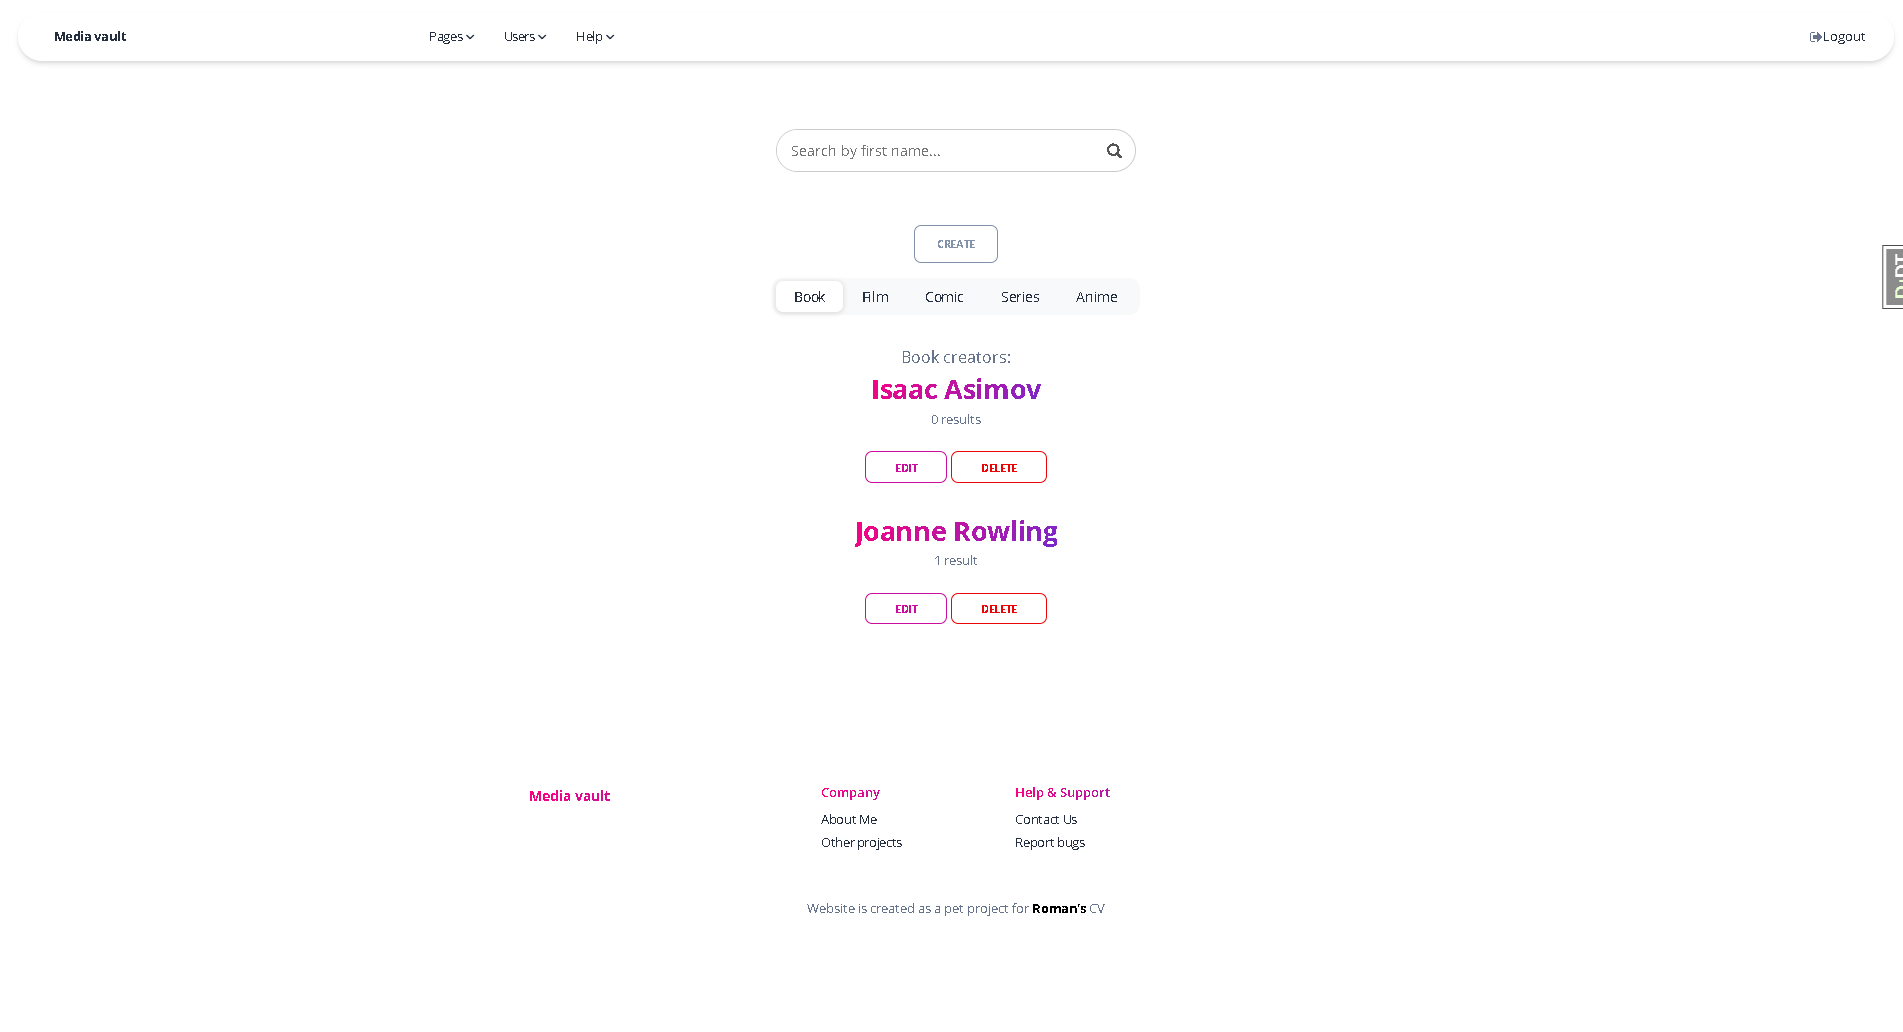 Media vault
Pages
Users
Help
Logout
Search by first name...
CREATE
Book
Film
Comic
Series
Anime
Book creators:
Isaac Asimov
0 results
EDIT
DELETE
Joanne Rowling
1 result
EDIT
DELETE
Media vault
Company
About Me
Other projects
Help & Support
Contact Us
Report bugs
Website is created as a pet project for Roman's CV